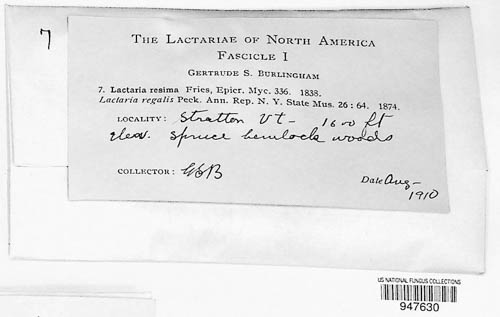 7
THE LACTARIAE OF NORTH AMERICA
FASCICLE I
GERTRUDE S. BURLINGHAM
7. Lactaria resima Fries, Epicr. Myc. 336. 1838.
Lactaria regalis Peck. Ann. Rep. N. Y. State Mus. 26: 64. 1874.
LOCALITY: Stratton Vt - 1600 ft
elev. spruce hemlock woods
COLLECTOR: GSB
Date Aug-
1910
US NATIONAL FUNGUS COLLECTIONS
947630